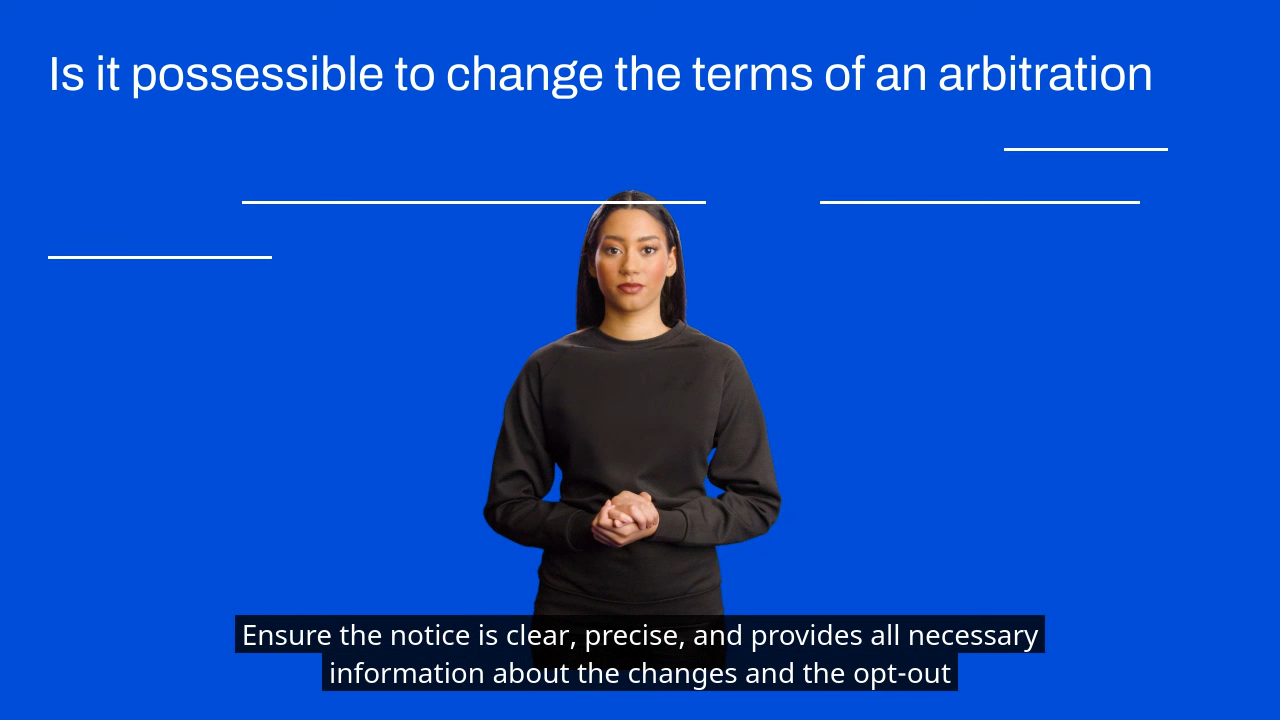 Is it possessible to change the terms of an arbitration
Ensure the notice is clear, precise, and provides all necessary
information about the changes and the opt-out